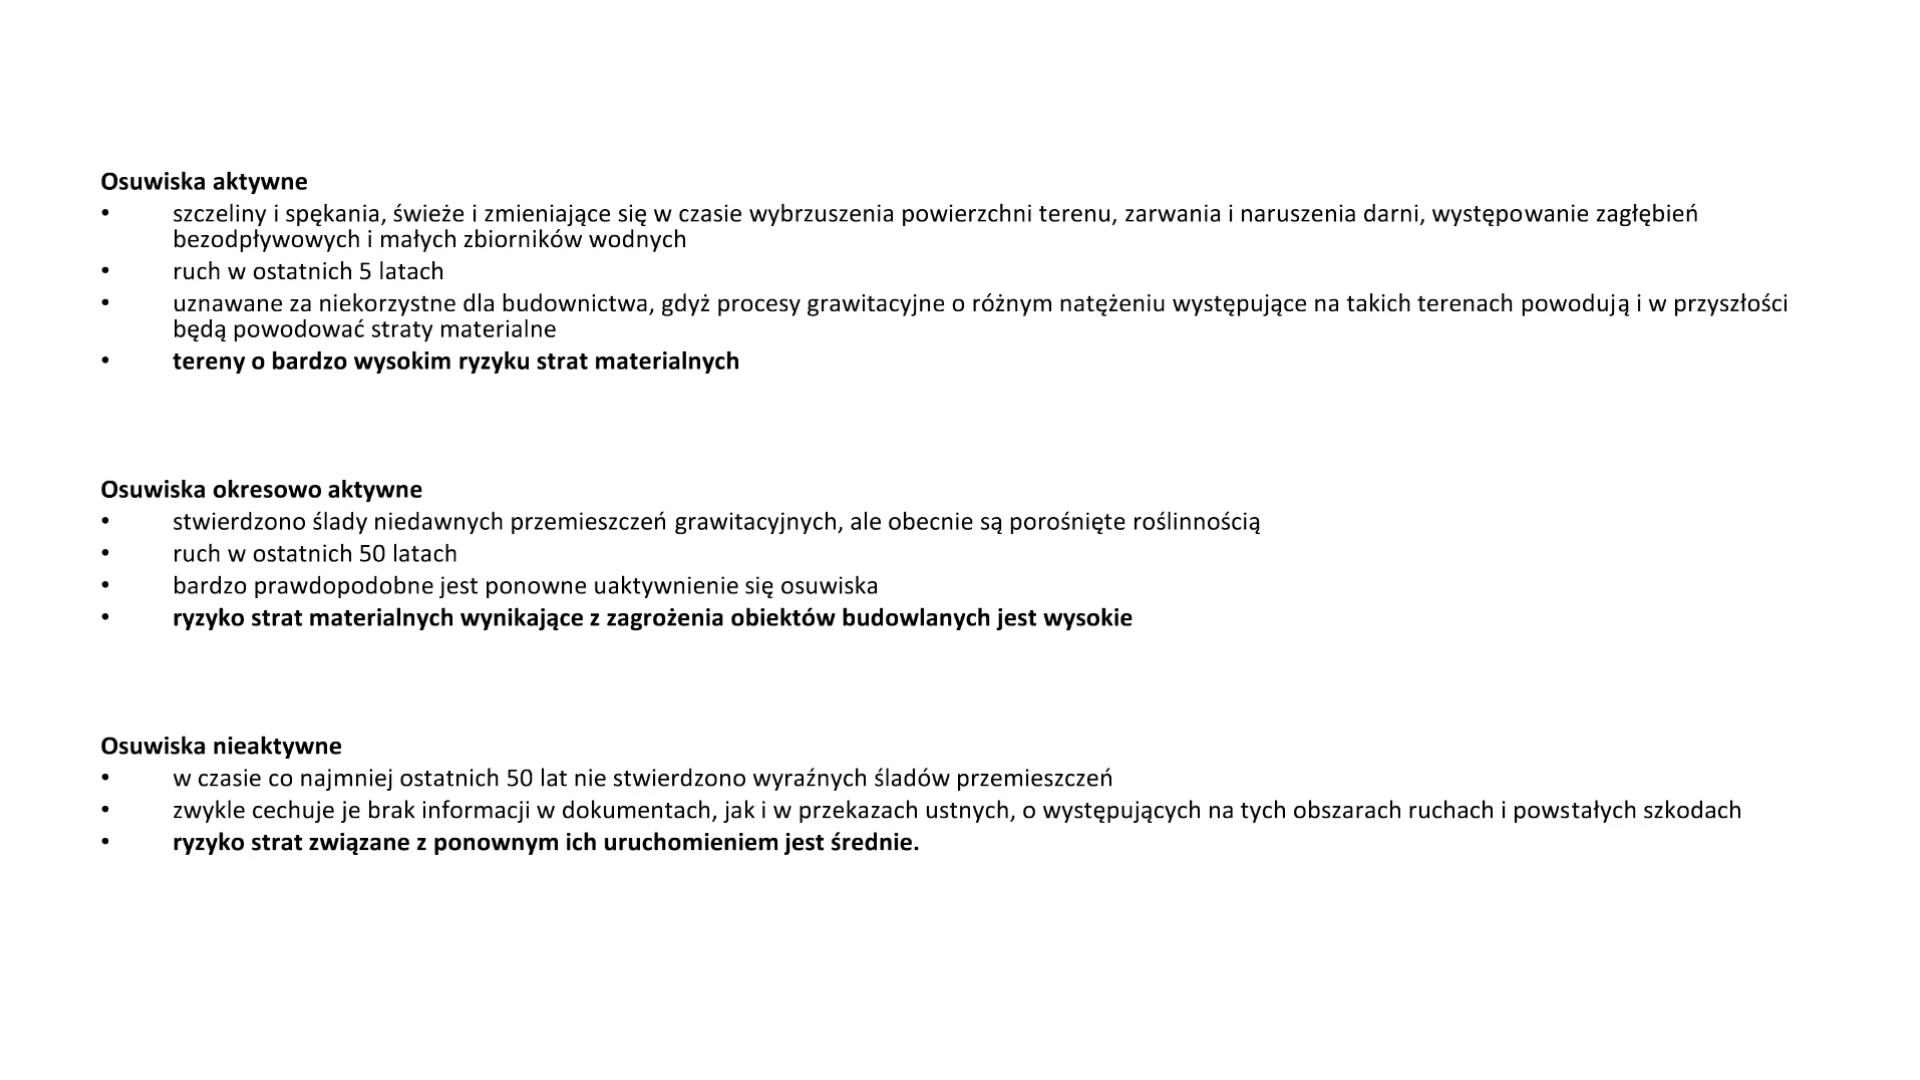 Osuwiska aktywne
• szczeliny i spękania, świeże i zmieniające się w czasie wybrzuszenia powierzchni terenu, zarwania i naruszenia darni, występowanie zagłębień
bezodpływowych i małych zbiorników wodnych
• ruch w ostatnich 5 latach
• uznawane za niekorzystne dla budownictwa, gdyż procesy grawitacyjne o różnym natężeniu występujące na takich terenach powodują i w przyszłości
będą powodować straty materialne
• tereny o bardzo wysokim ryzyku strat materialnych
Osuwiska okresowo aktywne
• stwierdzono ślady niedawnych przemieszczeń grawitacyjnych, ale obecnie są porośnięte roślinnością
• ruch w ostatnich 50 latach
• bardzo prawdopodobne jest ponowne uaktywnienie się osuwiska
• ryzyko strat materialnych wynikające z zagrożenia obiektów budowlanych jest wysokie
Osuwiska nieaktywne
• w czasie co najmniej ostatnich 50 lat nie stwierdzono wyraźnych śladów przemieszczeń
• zwykle cechuje je brak informacji w dokumentach, jak i w przekazach ustnych, o występujących na tych obszarach ruchach i powstałych szkodach
• ryzyko strat związane z ponownym ich uruchomieniem jest średnie.